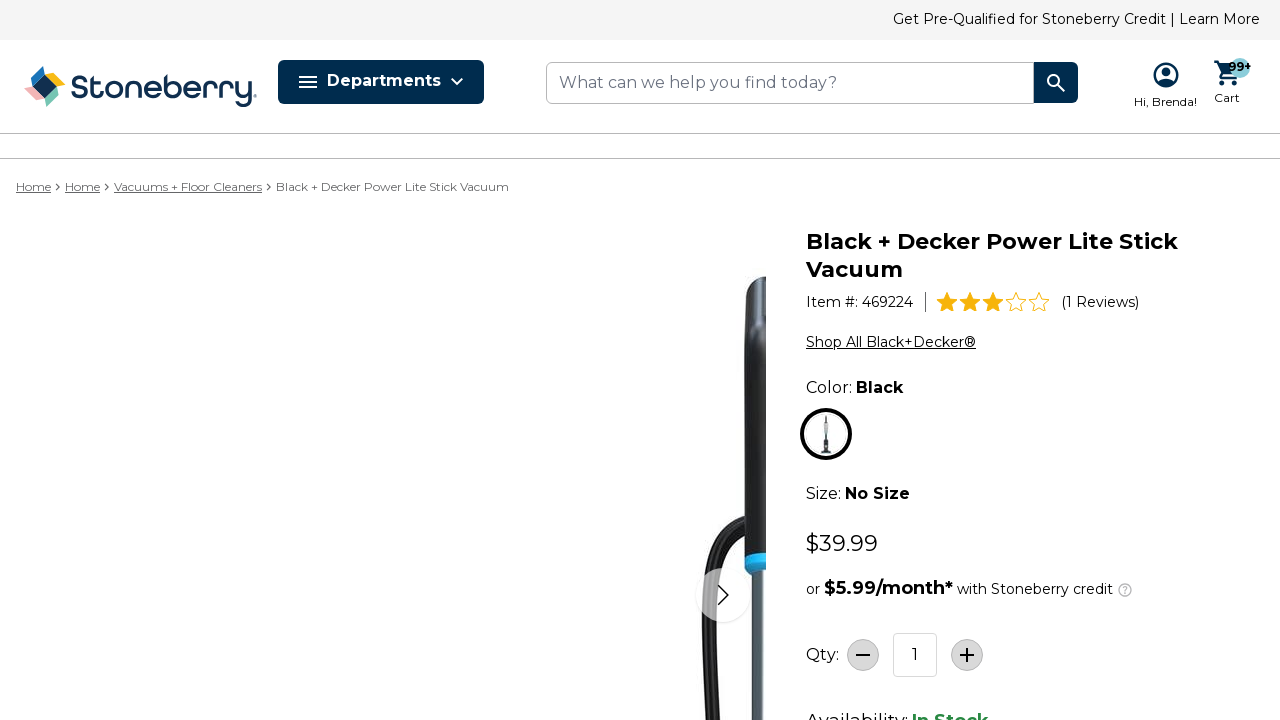 Get Pre-Qualified for Stoneberry Credit | Learn More
Stoneberry
Departments
What can we help you find today?
Hi, Brenda!
99+
Cart
Home > Home > Vacuums + Floor Cleaners > Black + Decker Power Lite Stick Vacuum
Black + Decker Power Lite Stick
Vacuum
Item #: 469224
(1 Reviews)
Shop All Black+Decker®
Color: Black
Size: No Size
$39.99
or $5.99/month* with Stoneberry credit
Qty: 1
Availability: In Stock